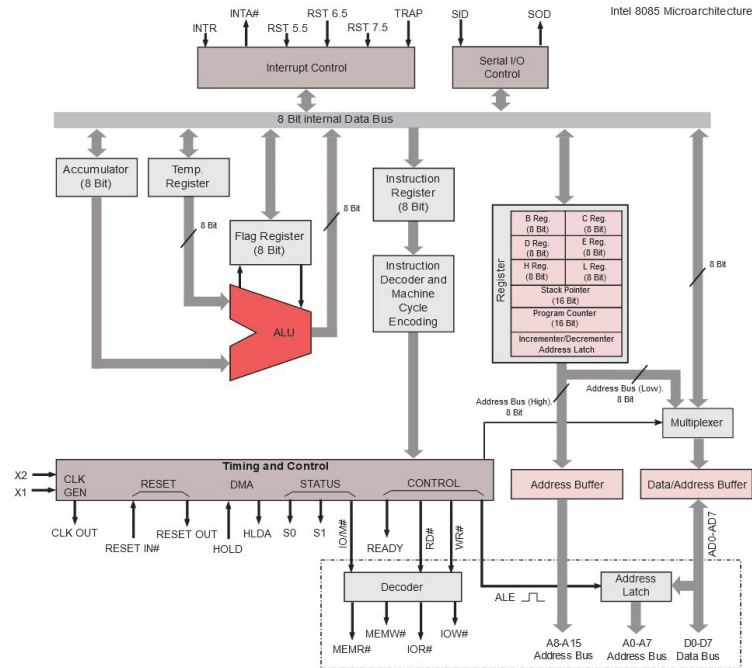 Intel 8085 Microarchitecture
INTR
INTA#
RST 5.5
RST 6.5
RST 7.5
TRAP
SID
SOD
Interrupt Control
Serial I/O
Control
8 Bit internal Data Bus
Accumulator
(8 Bit)
Temp.
Register
Flag Register
(8 Bit)
8 Bit
8 Bit
ALU
Instruction
Register
(8 Bit)
Instruction
Decoder and
Machine
Cycle
Encoding
Register
B Reg.
(8 Bit)
C Reg.
(8 Bit)
D Reg.
(8 Bit)
E Reg.
(8 Bit)
H Reg.
(8 Bit)
L Reg.
(8 Bit)
Stack Pointer
(16 Bit)
Program Counter
(16 Bit)
Incrementer/Decrementer
Address Latch
8 Bit
Address Bus (High).
8 Bit
Address Bus (Low).
8 Bit
Multiplexer
Timing and Control
X2
X1
CLK
GEN
RESET
DMA
STATUS
CONTROL
CLK OUT
RESET IN#
RESET OUT
HOLD
HLDA
S0
S1
IO/M#
READY
RD#
WR#
Address Buffer
Data/Address Buffer
AD0-AD7
Decoder
ALE
Address
Latch
MEMR#
MEMW#
IOR#
IOW#
A8-A15
Address Bus
A0-A7
Address Bus
D0-D7
Data Bus